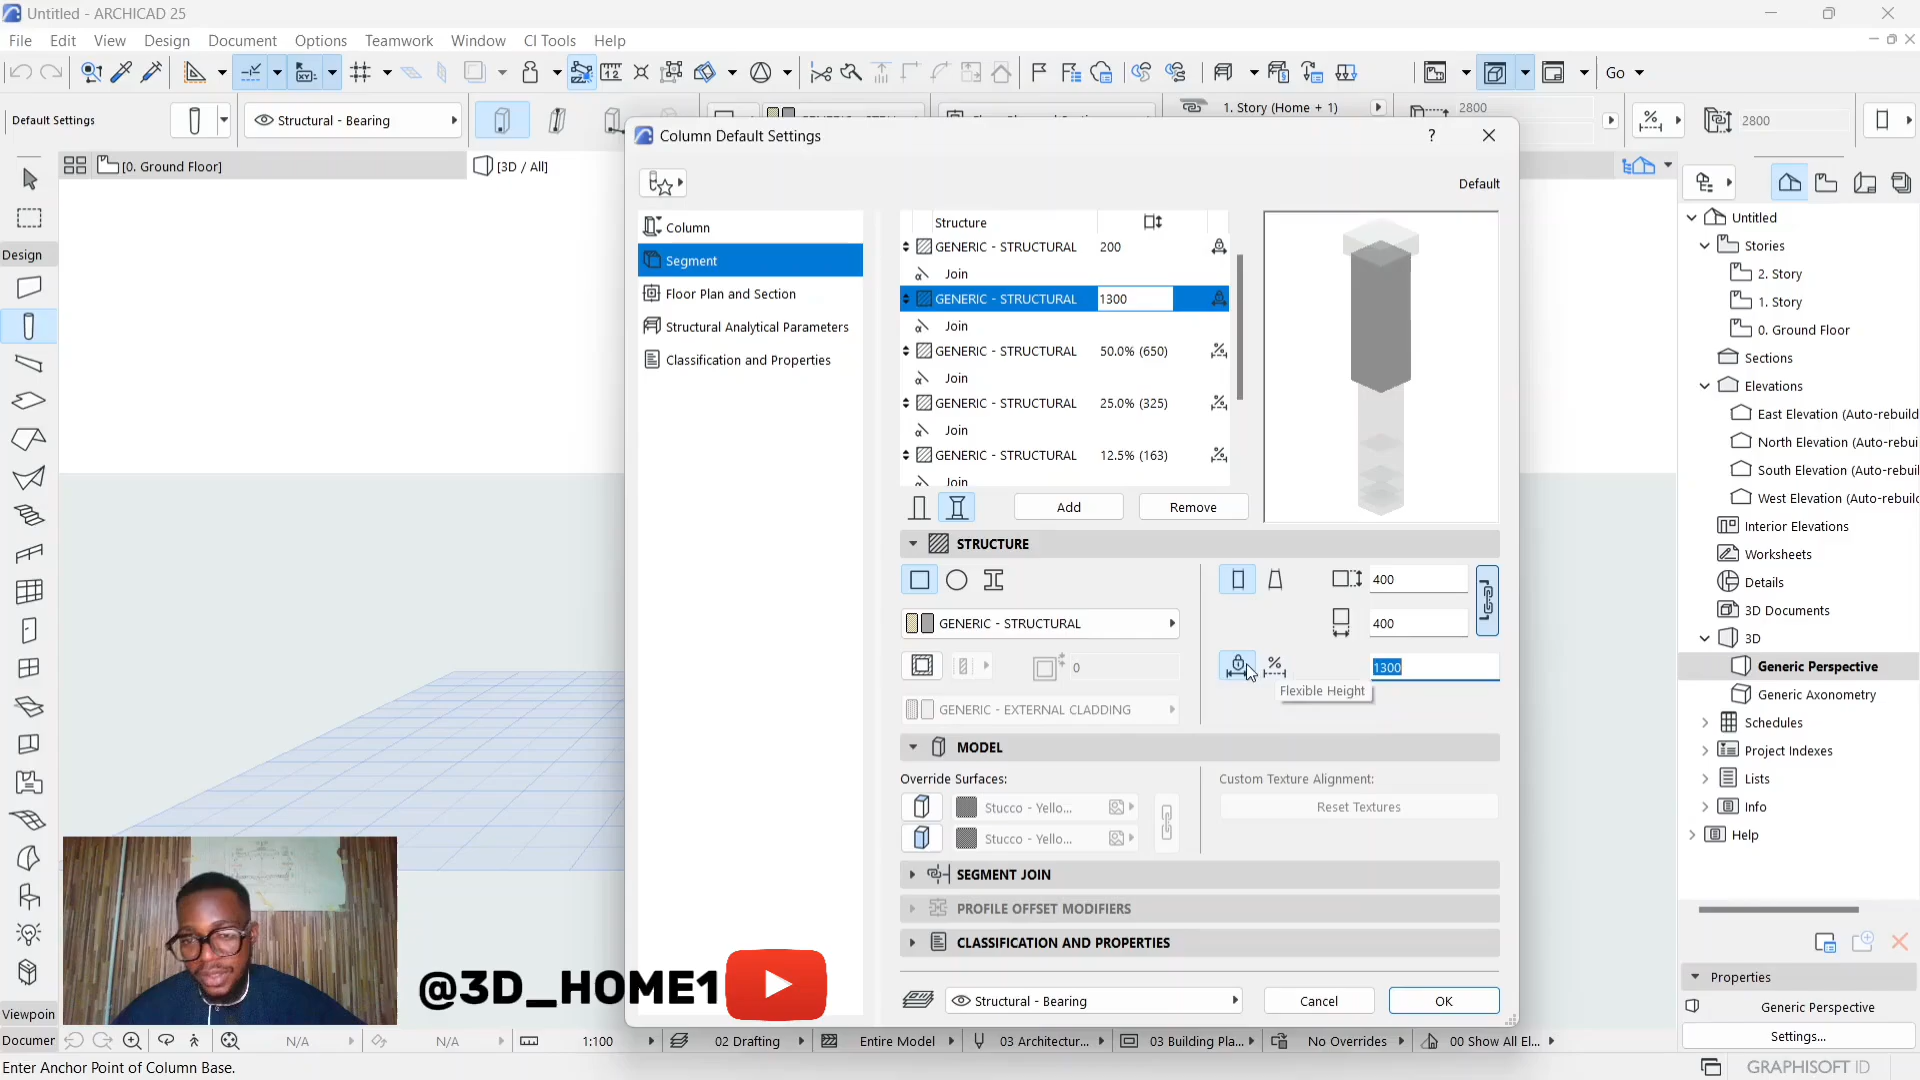 Untitled - ARCHICAD 25
File Edit View Design Document Options Teamwork Window CI Tools Help
Go
Default Settings
Structural - Bearing
1. Story (Home + 1)
2800
2800
[0. Ground Floor]
[3D / All]
Column Default Settings
?
Default
Column
Segment
Floor Plan and Section
Structural Analytical Parameters
Classification and Properties
Structure
GENERIC - STRUCTURAL 200
Join
GENERIC - STRUCTURAL 1300
Join
GENERIC - STRUCTURAL 50.0% (650)
Join
GENERIC - STRUCTURAL 25.0% (325)
Join
GENERIC - STRUCTURAL 12.5% (163)
Join
Add
Remove
STRUCTURE
400
GENERIC - STRUCTURAL
400
0
1300
Flexible Height
GENERIC - EXTERNAL CLADDING
MODEL
Override Surfaces:
Custom Texture Alignment:
Stucco - Yello...
Reset Textures
Stucco - Yello...
SEGMENT JOIN
PROFILE OFFSET MODIFIERS
CLASSIFICATION AND PROPERTIES
Structural - Bearing
Cancel
OK
Design
Viewpoin
Documer
Untitled
Stories
2. Story
1. Story
0. Ground Floor
Sections
Elevations
East Elevation (Auto-rebuild
North Elevation (Auto-rebui
South Elevation (Auto-rebuil
West Elevation (Auto-rebuild
Interior Elevations
Worksheets
Details
3D Documents
3D
Generic Perspective
Generic Axonometry
Schedules
Project Indexes
Lists
Info
Help
Properties
Generic Perspective
Settings...
@3D_HOME1
N/A
N/A
1:100
02 Drafting
Entire Model
03 Architectur...
03 Building Pla...
No Overrides
00 Show All El...
Enter Anchor Point of Column Base.
GRAPHISOFT ID